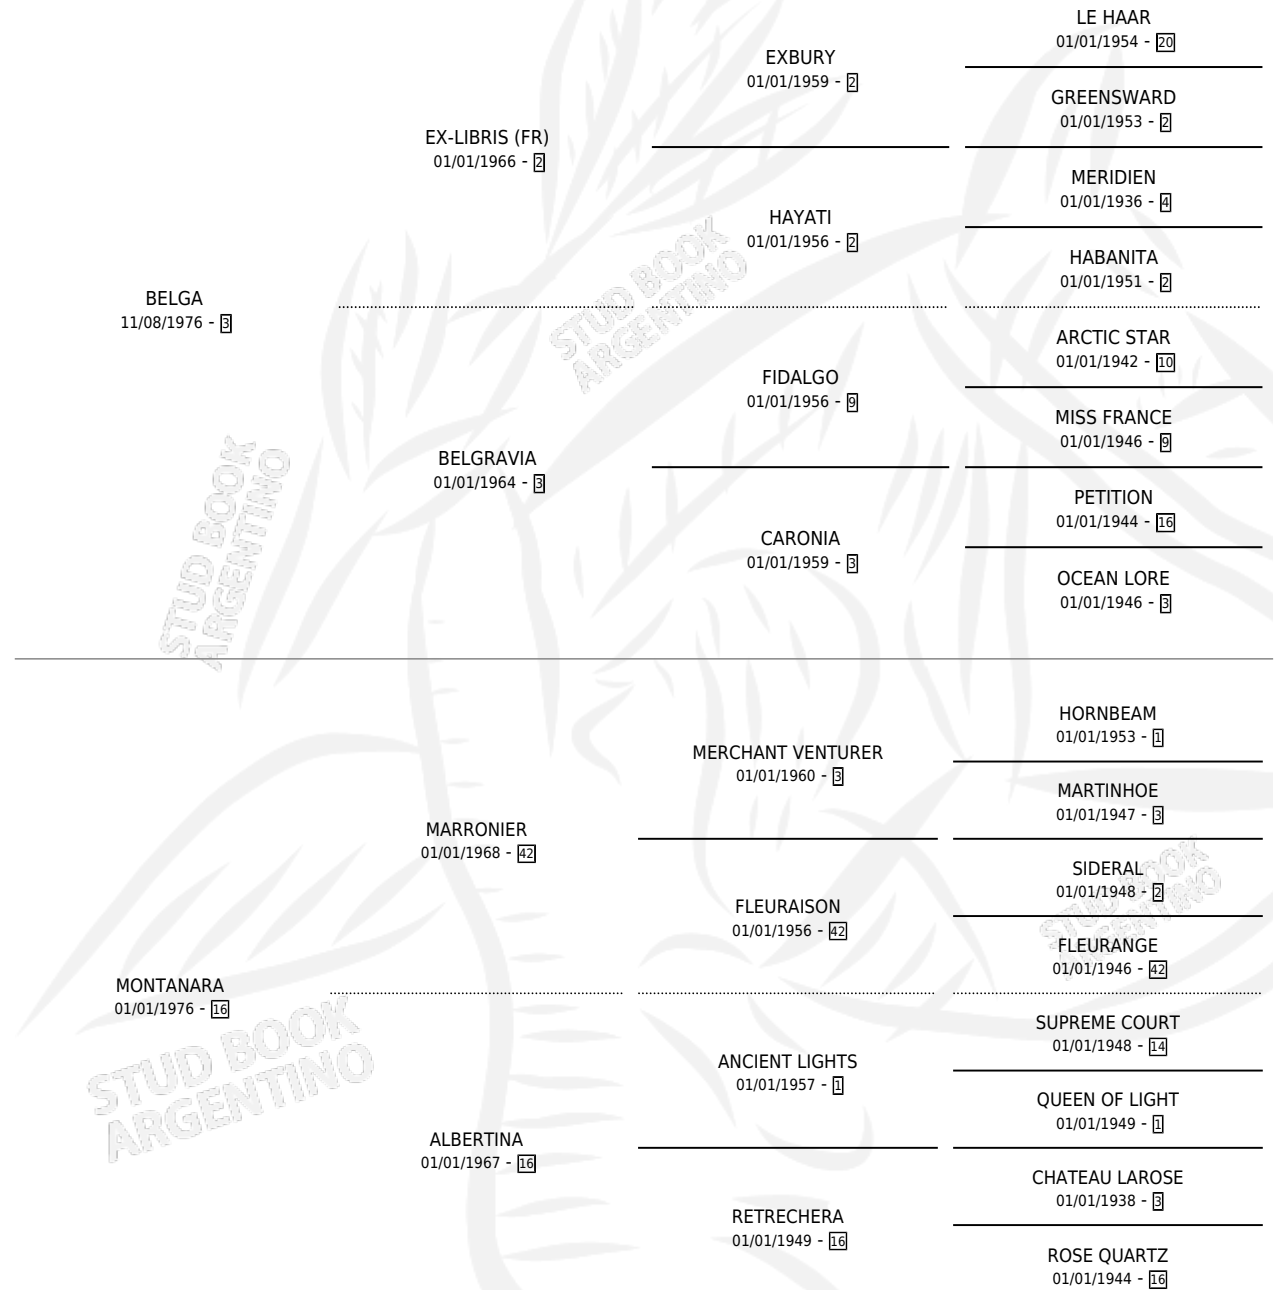 LE HAAR
01/01/1954 - 20
EXBURY
01/01/1959 - 2
GREENSWARD
01/01/1953 - 2
EX-LIBRIS (FR)
01/01/1966 - 2
MERIDIEN
01/01/1936 - 4
HAYATI
01/01/1956 - 2
HABANITA
01/01/1951 - 2
BELGA
11/08/1976 - 3
STUD BOOK
ARGENTINO
ARCTIC STAR
01/01/1942 - 10
FIDALGO
01/01/1956 - 9
MISS FRANCE
01/01/1946 - 9
BELGRAVIA
01/01/1964 - 3
PETITION
01/01/1944 - 16
CARONIA
01/01/1959 - 3
OCEAN LORE
01/01/1946 - 3
STUD BOOK
ARGENTINO
HORNBEAM
01/01/1953 - 1
MERCHANT VENTURER
01/01/1960 - 3
MARTINHOE
01/01/1947 - 3
MARRONIER
01/01/1968 - 42
SIDERAL
01/01/1948 - 2
STUD BOOK
ARGENTINO
FLEURAISON
01/01/1956 - 42
FLEURANGE
01/01/1946 - 42
MONTANARA
01/01/1976 - 16
STUD BOOK
ARGENTINO
SUPREME COURT
01/01/1948 - 14
ANCIENT LIGHTS
01/01/1957 - 1
QUEEN OF LIGHT
01/01/1949 - 1
ALBERTINA
01/01/1967 - 16
CHATEAU LAROSE
01/01/1938 - 3
RETRECHERA
01/01/1949 - 16
ROSE QUARTZ
01/01/1944 - 16